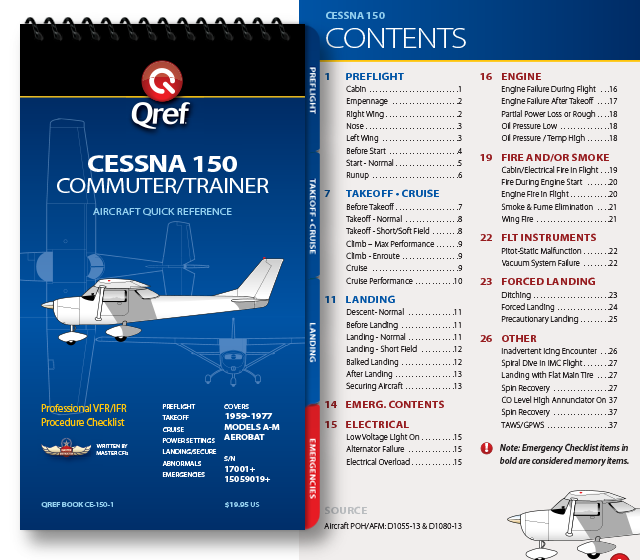 Qref
CESSNA 150
COMMUTER/TRAINER
AIRCRAFT QUICK REFERENCE
Professional VFR/IFR
Procedure Checklist
WRITTEN BY
MASTER CFIs
PREFLIGHT
TAKEOFF
CRUISE
POWER SETTINGS
LANDING/SECURE
ABNORMALS
EMERGENCIES
COVERS
1959-1977
MODELS A-M
AEROBAT
S/N
17001+
15059019+
QREF BOOK CE-150-1
$19.95 US
PREFLIGHT
TAKEOFF • CRUISE
LANDING
EMERGENCIES
CESSNA 150
CONTENTS
1 PREFLIGHT
Cabin ........................1
Empennage ..................2
Right Wing ...................2
Nose .........................3
Left Wing ....................3
Before Start ..................4
Start - Normal ................5
Runup .......................6
7 TAKEOFF • CRUISE
Before Takeoff ................7
Takeoff - Normal ..............8
Takeoff - Short/Soft Field .......8
Climb – Max Performance ......9
Climb - Enroute ...............9
Cruise .......................9
Cruise Performance ..........10
11 LANDING
Descent- Normal .............11
Before Landing ..............11
Landing - Normal ............11
Landing - Short Field .........12
Balked Landing ..............12
After Landing ...............13
Securing Aircraft .............13
14 EMERG. CONTENTS
15 ELECTRICAL
Low Voltage Light On .........15
Alternator Failure ............15
Electrical Overload ...........15
SOURCE
Aircraft POH/AFM: D1055-13 & D1080-13
16 ENGINE
Engine Failure During Flight ...16
Engine Failure After Takeoff ....17
Partial Power Loss or Rough ....18
Oil Pressure Low .............18
Oil Pressure / Temp High ......18
19 FIRE AND/OR SMOKE
Cabin/Electrical Fire In Flight ...19
Fire During Engine Start .......20
Engine Fire In Flight ..........20
Smoke & Fume Elimination ....21
Wing Fire ...................21
22 FLT INSTRUMENTS
Pitot-Static Malfunction .......22
Vacuum System Failure .......22
23 FORCED LANDING
Ditching ....................23
Forced Landing ..............24
Precautionary Landing ........25
26 OTHER
Inadvertent Icing Encounter ...26
Spiral Dive In IMC Flight .......27
Landing with Flat Main Tire ....27
Spin Recovery ...............27
CO Level High Annunciator On 37
Spin Recovery ...............37
TAWS/GPWS ................37
! Note: Emergency Checklist items in
bold are considered memory items.